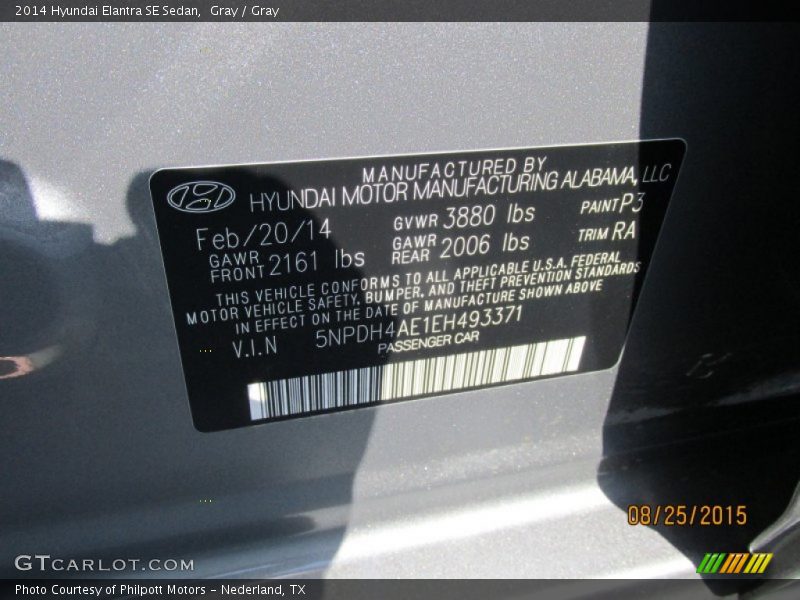 2014 Hyundai Elantra SE Sedan,  Gray / Gray
MANUFACTURED BY
HYUNDAI MOTOR MANUFACTURING ALABAMA, LLC
Feb/20/14 GVWR 3880 lbs PAINT P3
GAWR FRONT 2161 lbs GAWR REAR 2006 lbs TRIM RA
THIS VEHICLE CONFORMS TO ALL APPLICABLE U.S.A. FEDERAL
MOTOR VEHICLE SAFETY, BUMPER, AND THEFT PREVENTION STANDARDS
IN EFFECT ON THE DATE OF MANUFACTURE SHOWN ABOVE
V.I.N 5NPDH4AE1EH493371
PASSENGER CAR
08/25/2015
GTCARLOT.COM
Photo Courtesy of Philpott Motors - Nederland, TX